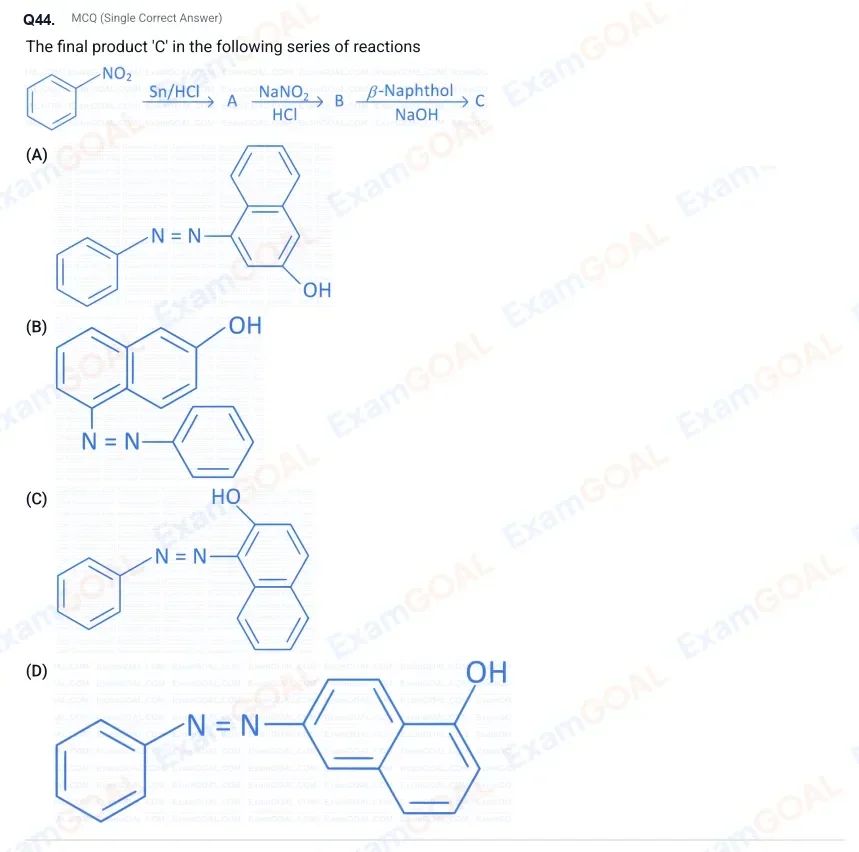 Q44. MCQ (Single Correct Answer)
The final product 'C' in the following series of reactions
NO₂
Sn/HCl A NaNO₂ HCl B β-Naphthol NaOH C
(A)
N = N
OH
(B)
OH
N = N
(C)
HO
N = N
(D)
OH
N = N
ExamGOAL